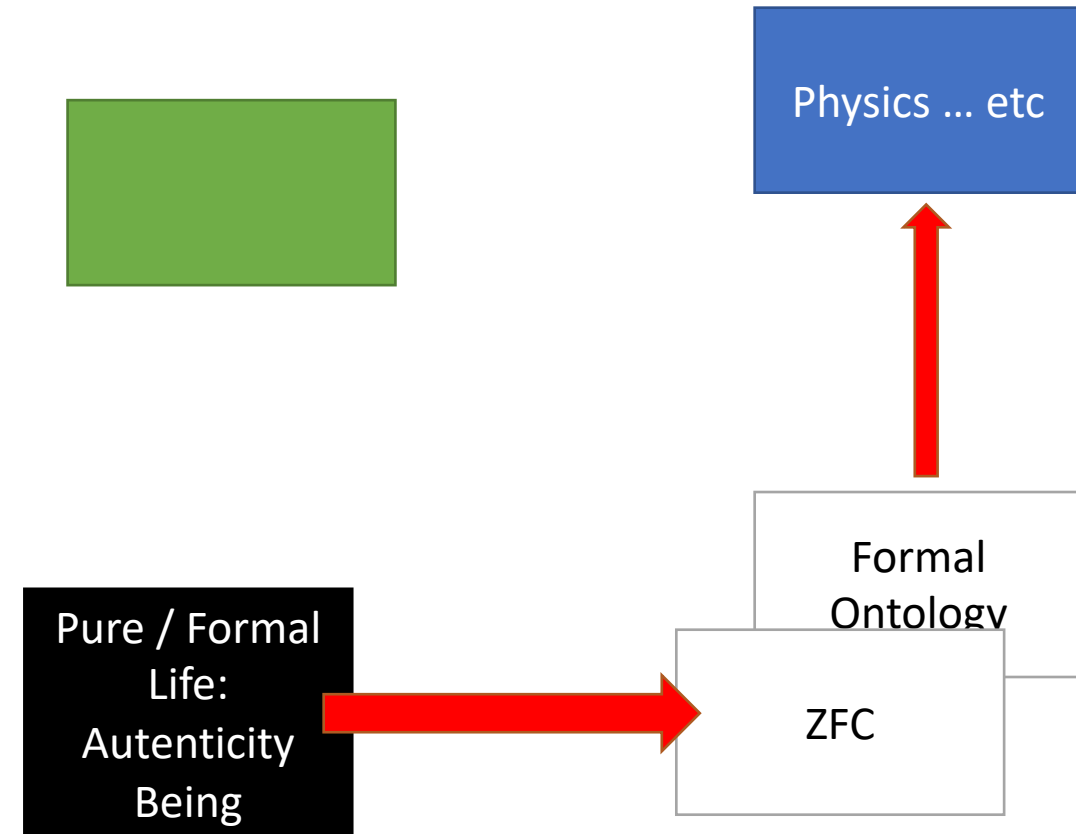 Physics … etc
Formal
Ontology
Pure / Formal
Life:
Autenticity
Being
ZFC